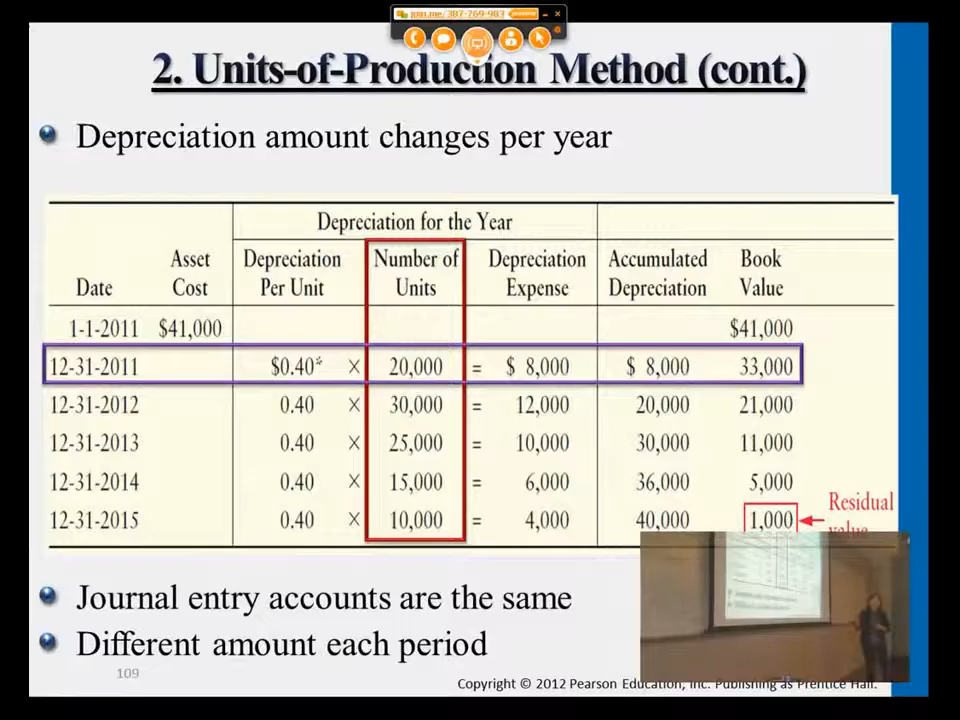 join.me/387-269-983
2. Units-of-Production Method (cont.)
Depreciation amount changes per year
Depreciation for the Year
Asset Depreciation Number of Depreciation Accumulated Book
Date Cost Per Unit Units Expense Depreciation Value
1-1-2011 $41,000 $41,000
12-31-2011 $0.40* × 20,000 = $ 8,000 $ 8,000 33,000
12-31-2012 0.40 × 30,000 = 12,000 20,000 21,000
12-31-2013 0.40 × 25,000 = 10,000 30,000 11,000
12-31-2014 0.40 × 15,000 = 6,000 36,000 5,000
12-31-2015 0.40 × 10,000 = 4,000 40,000 1,000 Residual
value
Journal entry accounts are the same
Different amount each period
109
Copyright © 2012 Pearson Education, Inc. Publishing as Prentice Hall.